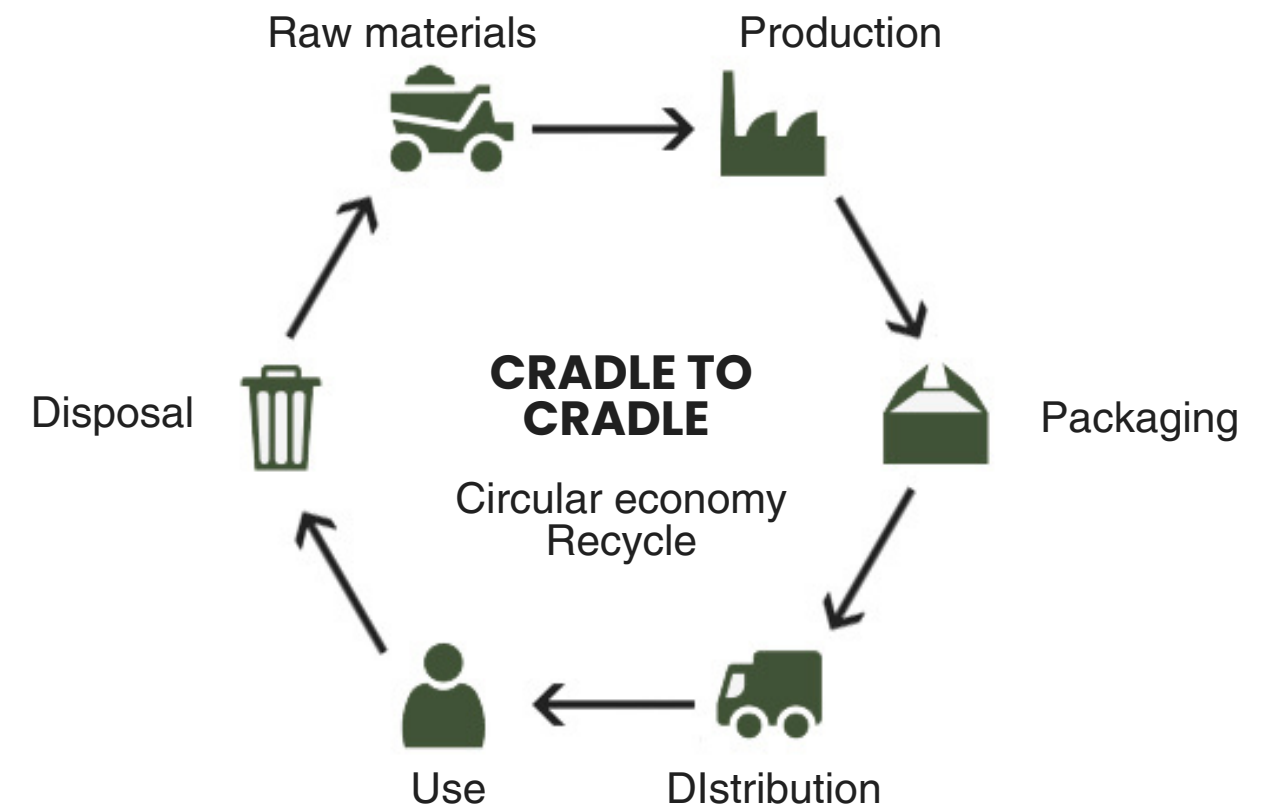 Raw materials
Production
Disposal
CRADLE TO
CRADLE
Packaging
Circular economy
Recycle
Use
DIstribution